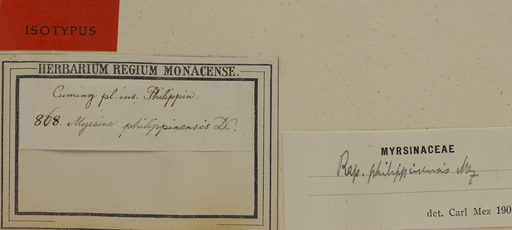 ISOTYPUS
HERBARIUM REGIUM MONACENSE.
Cuming pl. ins. Philippin.
868. Myrsine philippinensis DC.
MYRSINACEAE
Rap. philippinensis Mez
det. Carl Mez 190